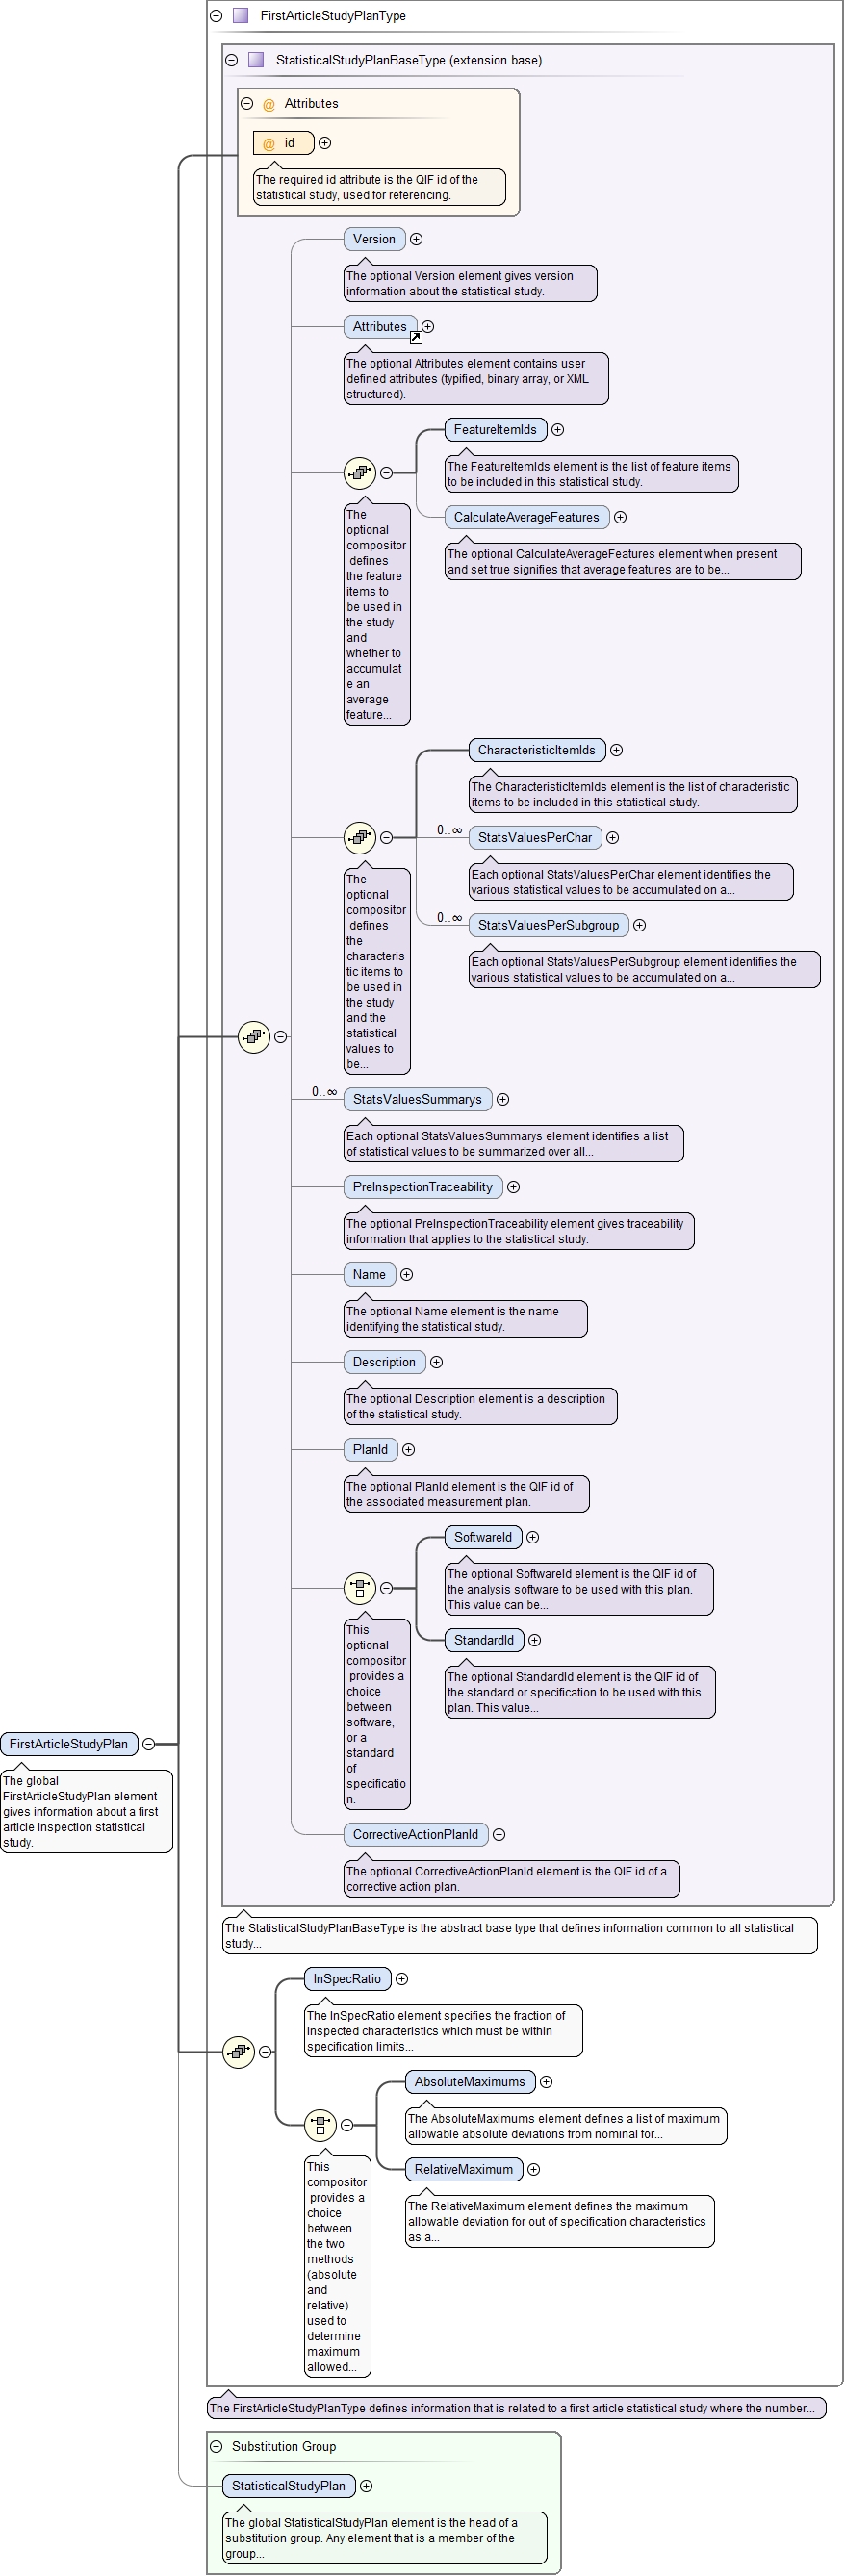 FirstArticleStudyPlanType
StatisticalStudyPlanBaseType (extension base)
@ Attributes
@ id
The required id attribute is the QIF id of the
statistical study, used for referencing.
Version
The optional Version element gives version
information about the statistical study.
Attributes
The optional Attributes element contains user
defined attributes (typified, binary array, or XML
structured).
FeatureItemIds
The FeatureItemIds element is the list of feature items
to be included in this statistical study.
CalculateAverageFeatures
The optional CalculateAverageFeatures element when present
and set true signifies that average features are to be...
The
optional
compositor
defines
the feature
items to
be used in
the study
and
whether to
accumulat
e an
average
feature...
CharacteristicItemIds
The CharacteristicItemIds element is the list of characteristic
items to be included in this statistical study.
0..∞
StatsValuesPerChar
Each optional StatsValuesPerChar element identifies the
various statistical values to be accumulated on a...
0..∞
StatsValuesPerSubgroup
Each optional StatsValuesPerSubgroup element identifies the
various statistical values to be accumulated on a...
The
optional
compositor
defines
the
characteris
tic items to
be used in
the study
and the
statistical
values to
be...
0..∞
StatsValuesSummarys
Each optional StatsValuesSummarys element identifies a list
of statistical values to be summarized over all...
PreInspectionTraceability
The optional PreInspectionTraceability element gives traceability
information that applies to the statistical study.
Name
The optional Name element is the name
identifying the statistical study.
Description
The optional Description element is a description
of the statistical study.
PlanId
The optional PlanId element is the QIF id of
the associated measurement plan.
SoftwareId
The optional SoftwareId element is the QIF id of
the analysis software to be used with this plan.
This value can be...
StandardId
The optional StandardId element is the QIF id of
the standard or specification to be used with this
plan. This value...
This
optional
compositor
provides a
choice
between
software,
or a
standard
of
specificatio
n.
CorrectiveActionPlanId
The optional CorrectiveActionPlanId element is the QIF id of a
corrective action plan.
FirstArticleStudyPlan
The global
FirstArticleStudyPlan element
gives information about a first
article inspection statistical
study.
The StatisticalStudyPlanBaseType is the abstract base type that defines information common to all statistical
study...
InSpecRatio
The InSpecRatio element specifies the fraction of
inspected characteristics which must be within
specification limits...
AbsoluteMaximums
The AbsoluteMaximums element defines a list of maximum
allowable absolute deviations from nominal for...
RelativeMaximum
The RelativeMaximum element defines the maximum
allowable deviation for out of specification characteristics
as a...
This
compositor
provides a
choice
between
the two
methods
(absolute
and
relative)
used to
determine
maximum
allowed...
The FirstArticleStudyPlanType defines information that is related to a first article statistical study where the number...
Substitution Group
StatisticalStudyPlan
The global StatisticalStudyPlan element is the head of a
substitution group. Any element that is a member of the
group...